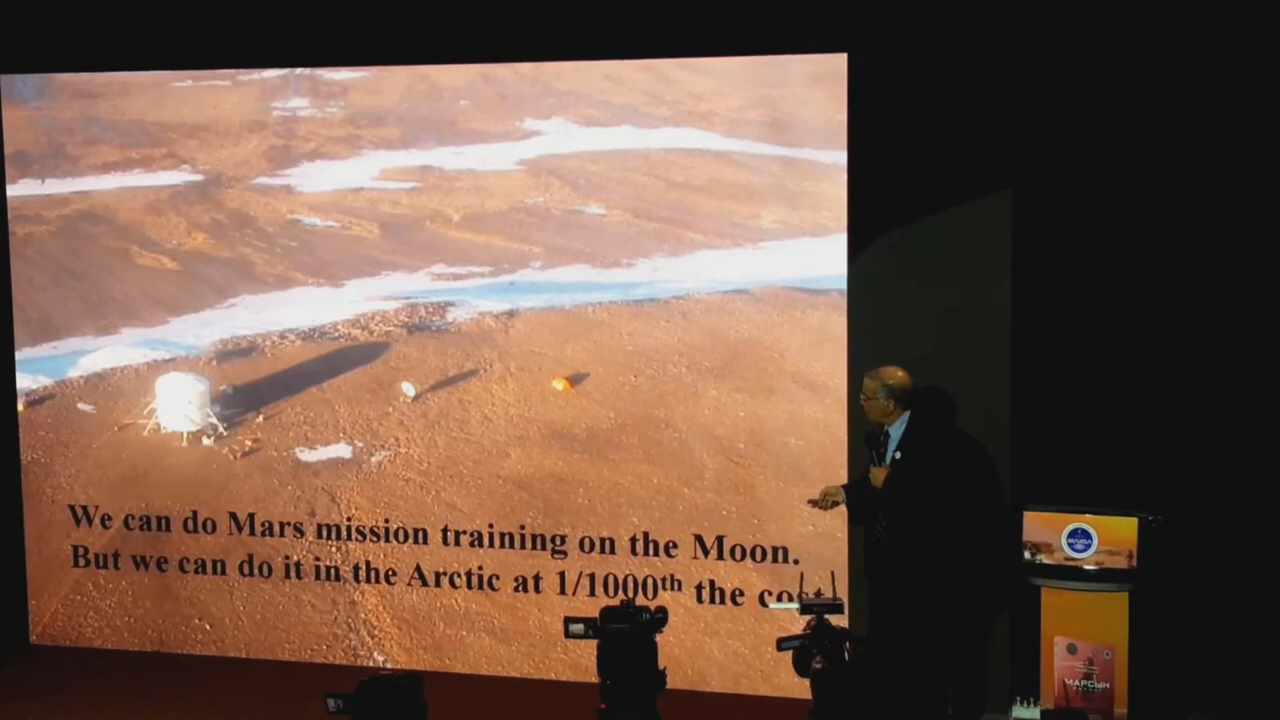 We can do Mars mission training on the Moon.
But we can do it in the Arctic at 1/1000th the cost
МАРСЫН